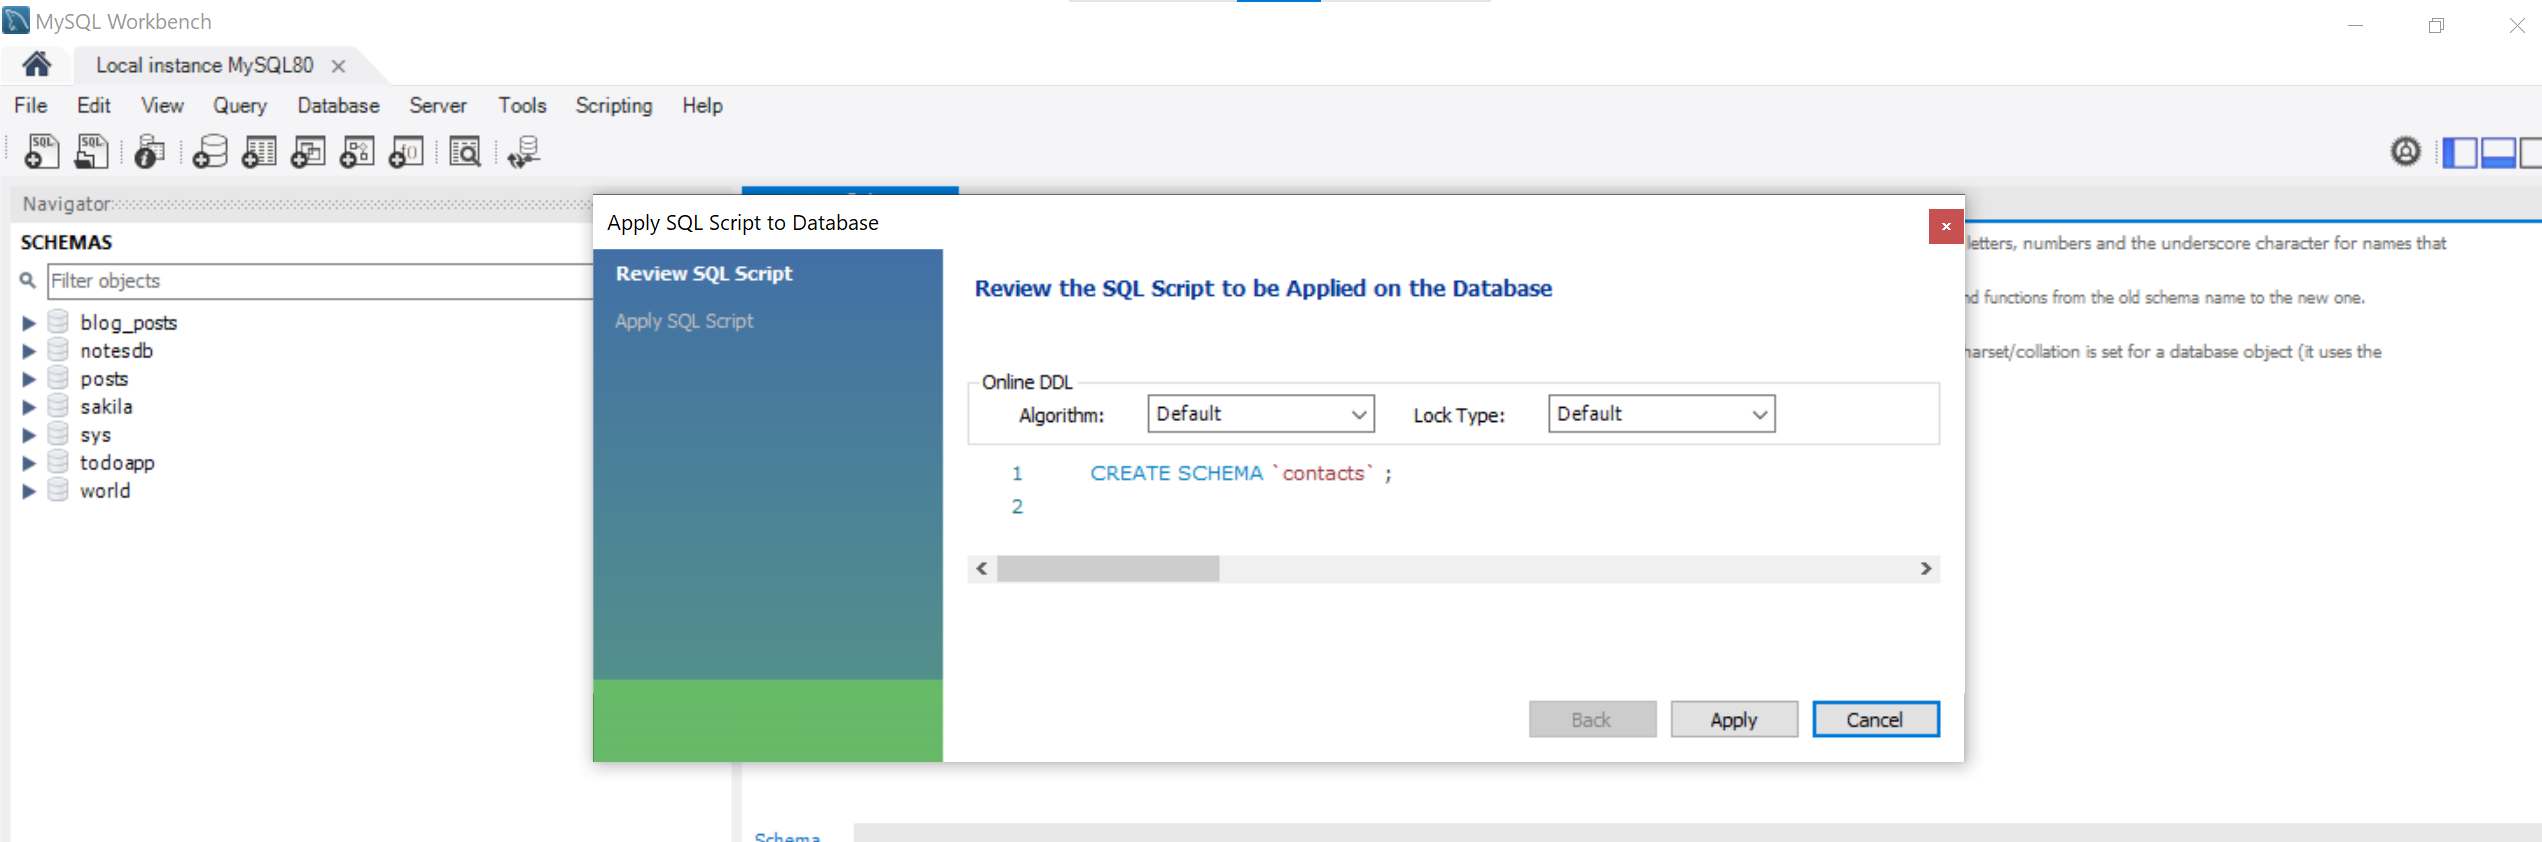 MySQL Workbench
Local instance MySQL80
File Edit View Query Database Server Tools Scripting Help
SQL SQL
Navigator
SCHEMAS
Filter objects
blog_posts
notesdb
posts
sakila
sys
todoapp
world
Apply SQL Script to Database
Review SQL Script
Apply SQL Script
Review the SQL Script to be Applied on the Database
Online DDL
Algorithm: Default Lock Type: Default
1 CREATE SCHEMA `contacts` ;
2
Back Apply Cancel
letters, numbers and the underscore character for names that
nd functions from the old schema name to the new one.
harset/collation is set for a database object (it uses the
Schema